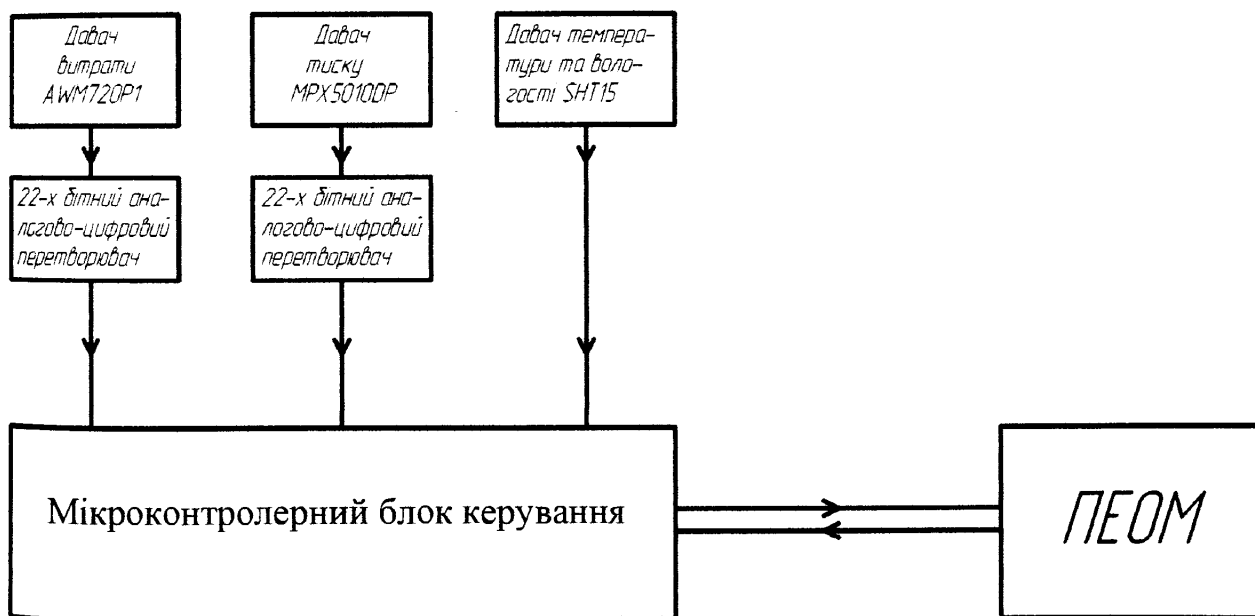 Давач
витрати
AWM720P1
Давач
тиску
MPX5010DP
Давач темпера-
тури та воло-
гості SHT15
22-х бітний ана-
логово-цифровий
перетворювач
22-х бітний ана-
логово-цифровий
перетворювач
Мікроконтролерний блок керування
ПЕОМ